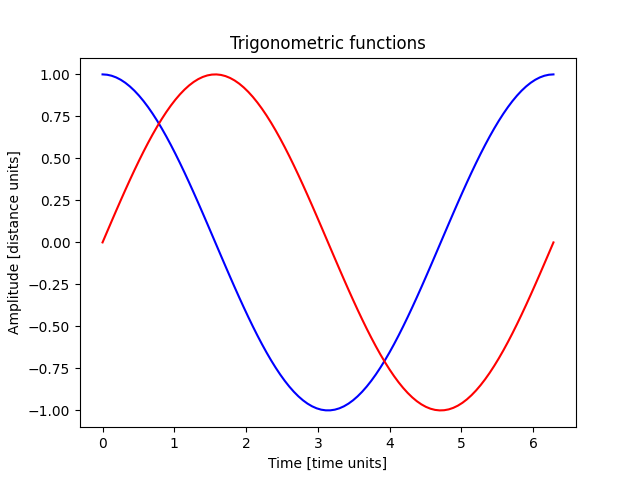 Trigonometric functions
Amplitude [distance units]
1.00
0.75
0.50
0.25
0.00
−0.25
−0.50
−0.75
−1.00
0 1 2 3 4 5 6
Time [time units]